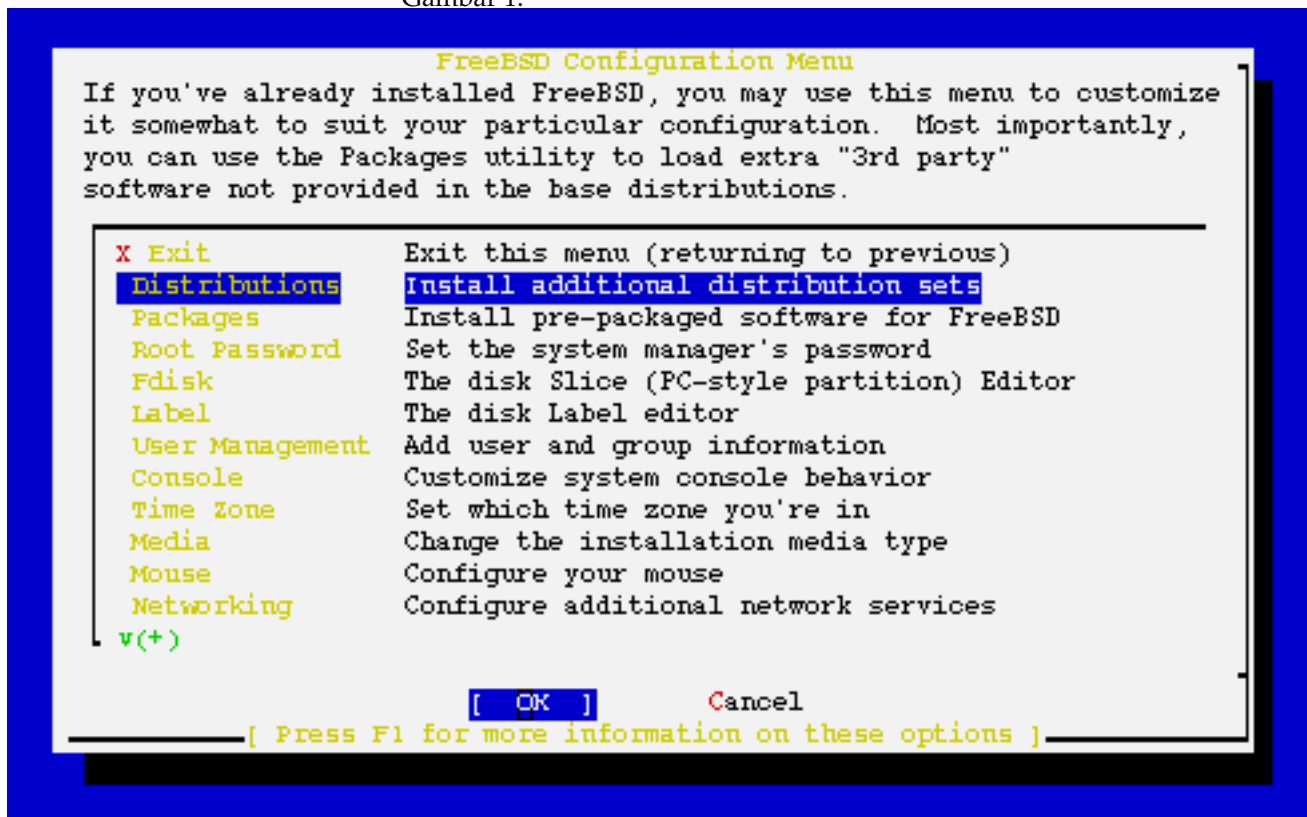 Gambar 1.
FreeBSD Configuration Menu
If you've already installed FreeBSD, you may use this menu to customize
it somewhat to suit your particular configuration.  Most importantly,
you can use the Packages utility to load extra "3rd party"
software not provided in the base distributions.
X Exit Exit this menu (returning to previous)
Distributions Install additional distribution sets
Packages Install pre-packaged software for FreeBSD
Root Password Set the system manager's password
Fdisk The disk Slice (PC-style partition) Editor
Label The disk Label editor
User Management Add user and group information
Console Customize system console behavior
Time Zone Set which time zone you're in
Media Change the installation media type
Mouse Configure your mouse
Networking Configure additional network services
v(+)
[ OK ] Cancel
[ Press F1 for more information on these options ]